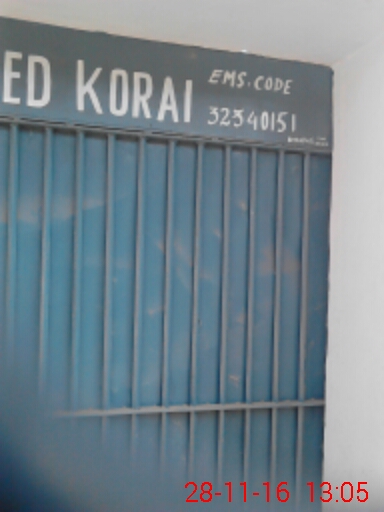 ED KORAI
EMS.CODE
32340151
28-11-16 13:05